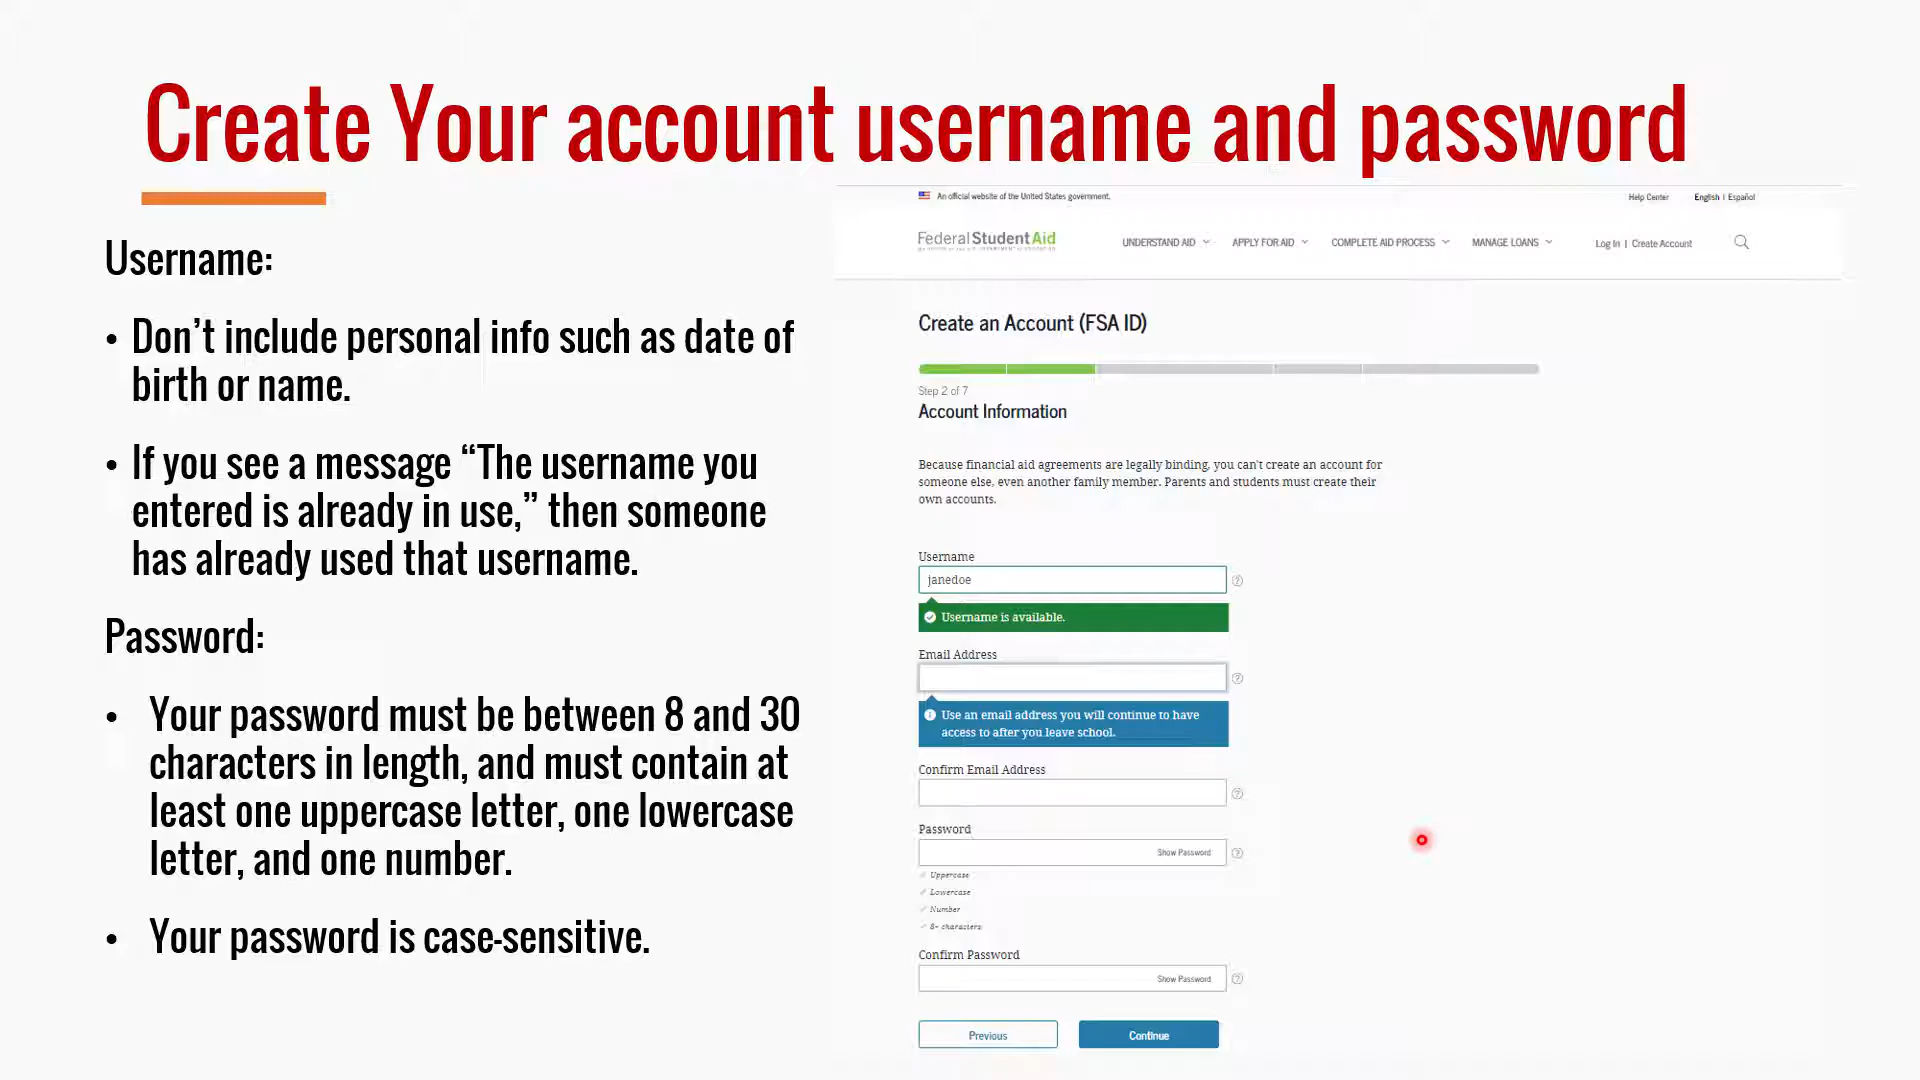 Create Your account username and password
Username:
• Don’t include personal info such as date of
birth or name.
• If you see a message “The username you
entered is already in use,” then someone
has already used that username.
Password:
• Your password must be between 8 and 30
characters in length, and must contain at
least one uppercase letter, one lowercase
letter, and one number.
• Your password is case-sensitive.
An official website of the United States government.
Help Center English | Español
Federal Student Aid
UNDERSTAND AID APPLY FOR AID COMPLETE AID PROCESS MANAGE LOANS Log In | Create Account
Create an Account (FSA ID)
Step 2 of 7
Account Information
Because financial aid agreements are legally binding, you can't create an account for
someone else, even another family member. Parents and students must create their
own accounts.
Username
janedoe
Username is available.
Email Address
Use an email address you will continue to have
access to after you leave school.
Confirm Email Address
Password
Show Password
Uppercase
Lowercase
Number
8+ characters
Confirm Password
Show Password
Previous Continue